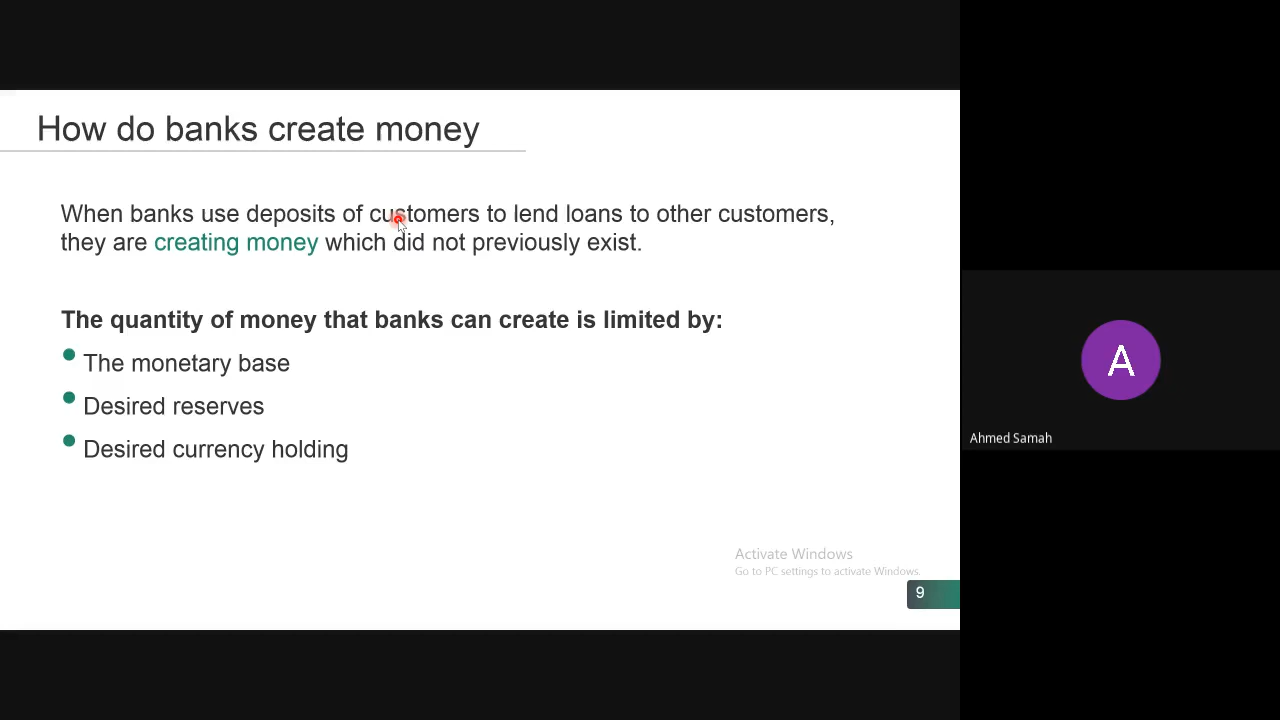 How do banks create money
When banks use deposits of customers to lend loans to other customers,
they are creating money which did not previously exist.
The quantity of money that banks can create is limited by:
The monetary base
Desired reserves
Desired currency holding
Activate Windows
Go to PC settings to activate Windows.
9
A
Ahmed Samah